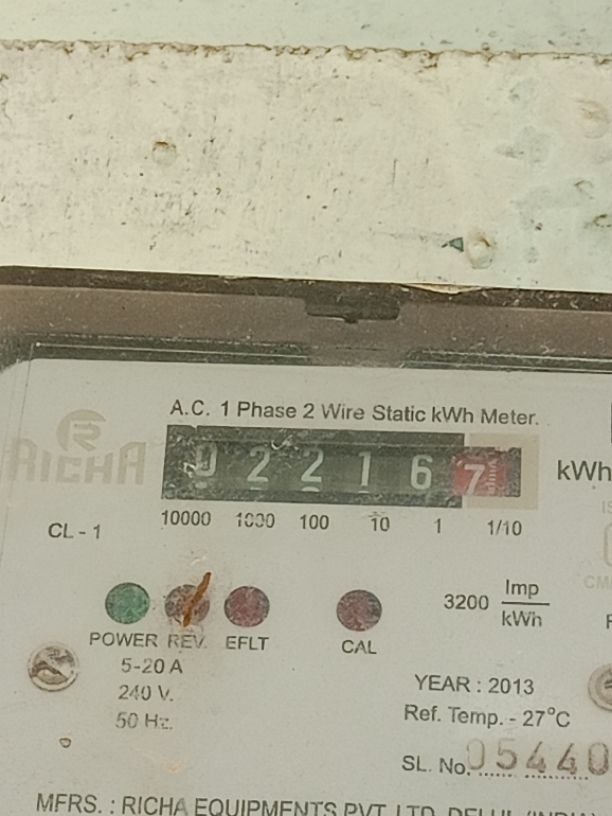 A.C. 1 Phase 2 Wire Static kWh Meter.
RICHA
0 2 2 1 6 7
kWh
10000 1000 100 10 1 1/10
CL - 1
3200 Imp
kWh
POWER REV. EFLT CAL
5-20 A
240 V.
50 Hz.
YEAR : 2013
Ref. Temp. - 27°C
SL. No. 05440
MFRS. : RICHA EQUIPMENTS PVT. LTD. DELHI (INDIA)